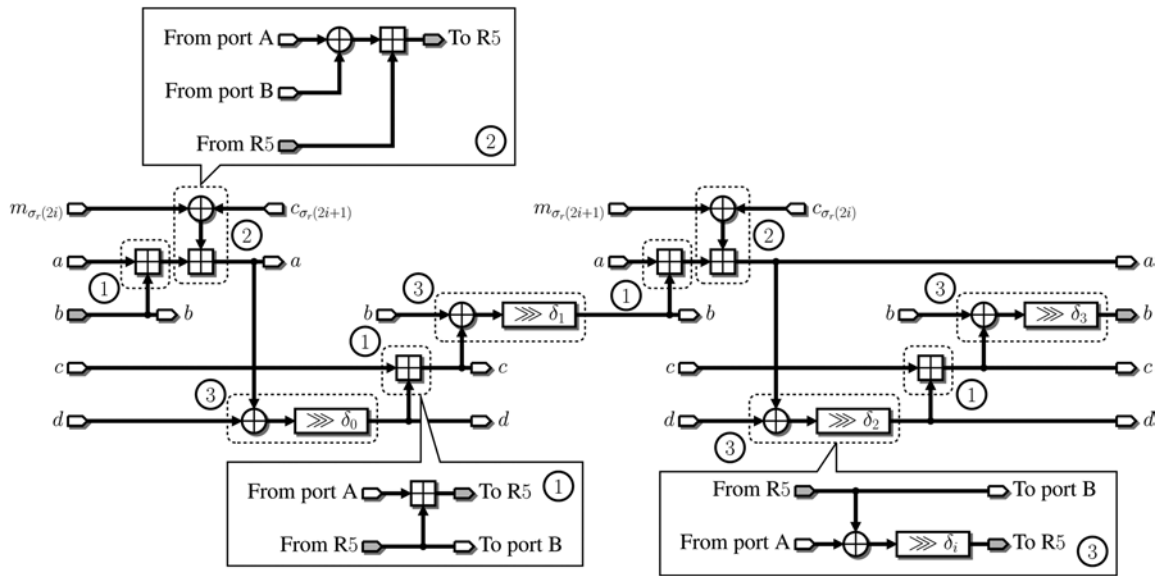 From port A
To R5
From port B
From R5
2
m_{σ_r(2i)}
c_{σ_r(2i+1)}
m_{σ_r(2i+1)}
c_{σ_r(2i)}
2
2
a
a
a
a
1
3
1
3
b
b
b
⋙ δ_1
b
b
⋙ δ_3
b
1
c
c
c
c
1
3
d
⋙ δ_0
d
d
⋙ δ_2
d
3
From port A
To R5
1
From R5
To port B
From R5
To port B
From port A
⋙ δ_i
To R5
3